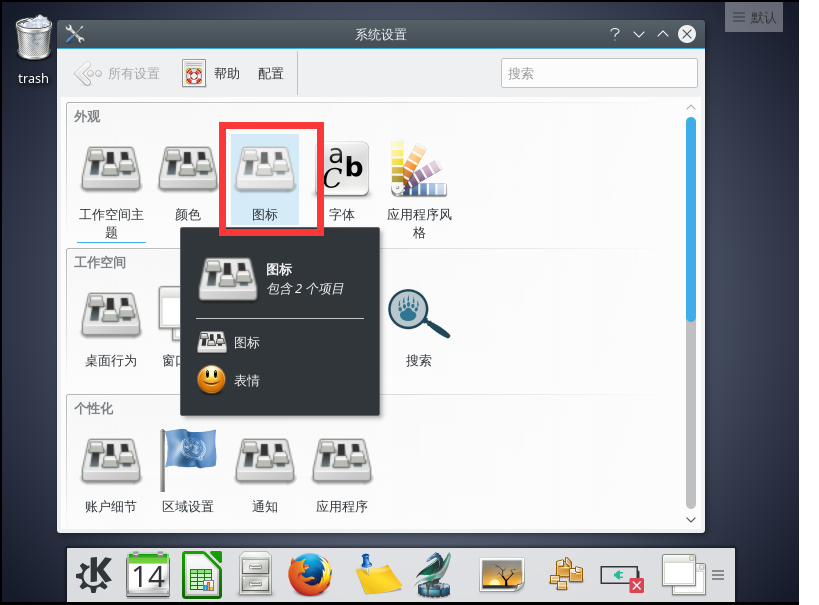 默认
trash
系统设置
所有设置
帮助
配置
搜索
外观
工作空间主
题
颜色
图标
字体
应用程序风
格
a
b
C
工作空间
图标
包含 2 个项目
图标
表情
桌面行为
窗口
搜索
个性化
账户细节
区域设置
通知
应用程序
14